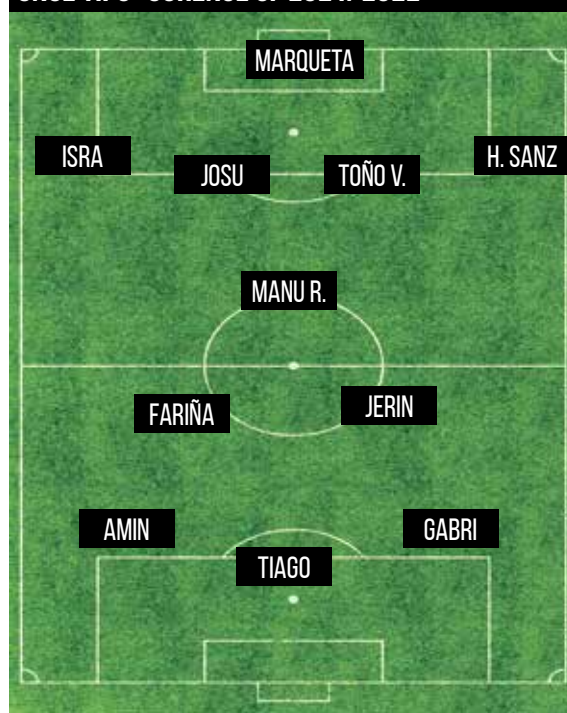 MARQUETA
ISRA
JOSU
TOÑO V.
H. SANZ
MANU R.
FARIÑA
JERIN
AMIN
GABRI
TIAGO